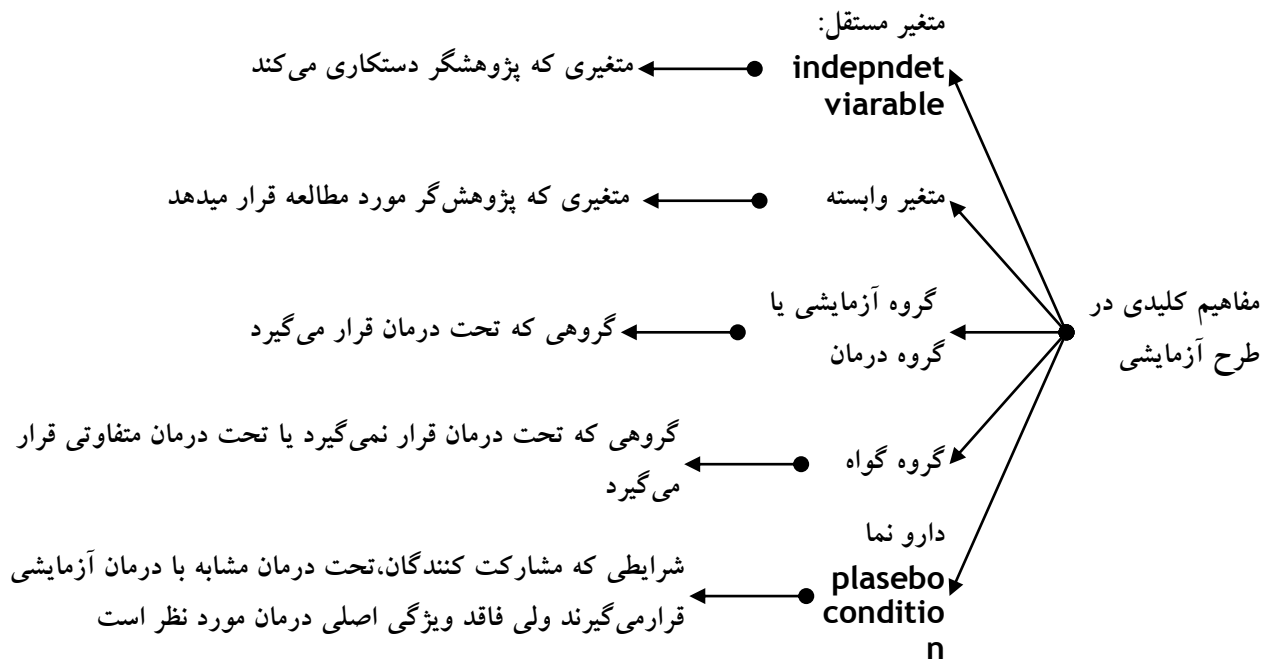 مفاهیم کلیدی در
طرح آزمایشی
متغیر مستقل:
indepndet
viarable
متغیری که پژوهشگر دستکاری می‌کند
متغیر وابسته
متغیری که پژوهش‌گر مورد مطالعه قرار میدهد
گروه آزمایشی یا
گروه درمان
گروهی که تحت درمان قرار می‌گیرد
گروه گواه
گروهی که تحت درمان قرار نمی‌گیرد یا تحت درمان متفاوتی قرار
می‌گیرد
دارو نما
plasebo
conditio
n
شرایطی که مشارکت کنندگان،تحت درمان مشابه با درمان آزمایشی
قرارمی‌گیرند ولی فاقد ویژگی اصلی درمان مورد نظر است